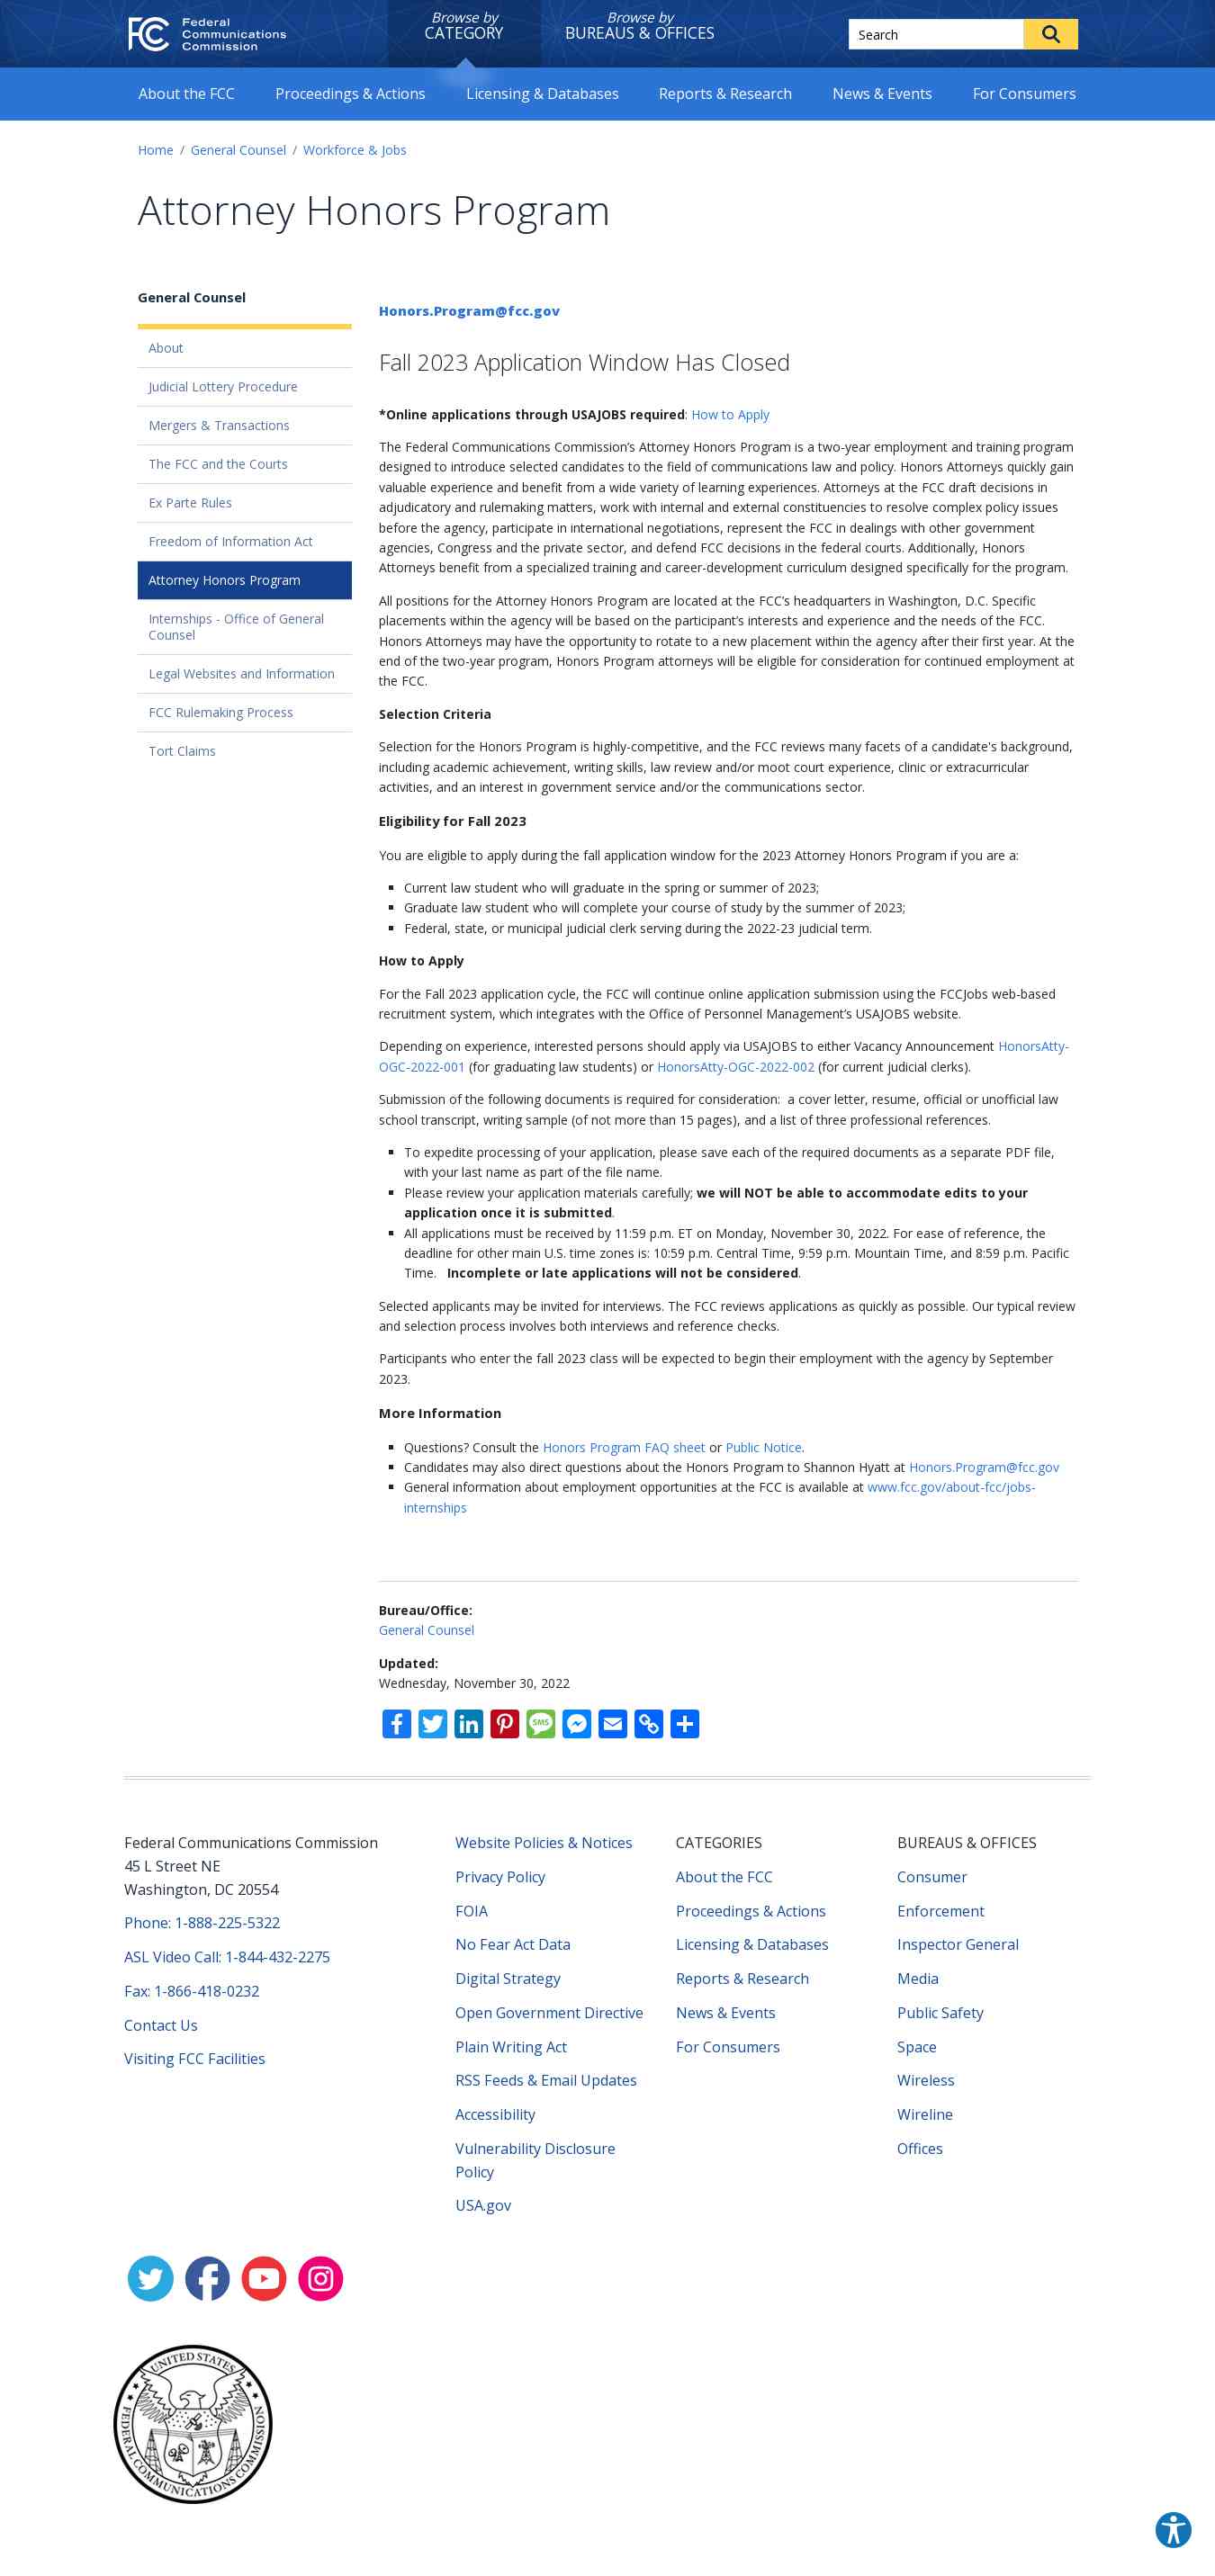 Federal
Communications
Commission
Browse by
CATEGORY
Browse by
BUREAUS & OFFICES
Search
About the FCC
Proceedings & Actions
Licensing & Databases
Reports & Research
News & Events
For Consumers
Home / General Counsel / Workforce & Jobs
Attorney Honors Program
General Counsel
About
Judicial Lottery Procedure
Mergers & Transactions
The FCC and the Courts
Ex Parte Rules
Freedom of Information Act
Attorney Honors Program
Internships - Office of General
Counsel
Legal Websites and Information
FCC Rulemaking Process
Tort Claims
Honors.Program@fcc.gov
Fall 2023 Application Window Has Closed
*Online applications through USAJOBS required: How to Apply
The Federal Communications Commission’s Attorney Honors Program is a two-year employment and training program
designed to introduce selected candidates to the field of communications law and policy. Honors Attorneys quickly gain
valuable experience and benefit from a wide variety of learning experiences. Attorneys at the FCC draft decisions in
adjudicatory and rulemaking matters, work with internal and external constituencies to resolve complex policy issues
before the agency, participate in international negotiations, represent the FCC in dealings with other government
agencies, Congress and the private sector, and defend FCC decisions in the federal courts. Additionally, Honors
Attorneys benefit from a specialized training and career-development curriculum designed specifically for the program.
All positions for the Attorney Honors Program are located at the FCC’s headquarters in Washington, D.C. Specific
placements within the agency will be based on the participant’s interests and experience and the needs of the FCC.
Honors Attorneys may have the opportunity to rotate to a new placement within the agency after their first year. At the
end of the two-year program, Honors Program attorneys will be eligible for consideration for continued employment at
the FCC.
Selection Criteria
Selection for the Honors Program is highly-competitive, and the FCC reviews many facets of a candidate's background,
including academic achievement, writing skills, law review and/or moot court experience, clinic or extracurricular
activities, and an interest in government service and/or the communications sector.
Eligibility for Fall 2023
You are eligible to apply during the fall application window for the 2023 Attorney Honors Program if you are a:
Current law student who will graduate in the spring or summer of 2023;
Graduate law student who will complete your course of study by the summer of 2023;
Federal, state, or municipal judicial clerk serving during the 2022-23 judicial term.
How to Apply
For the Fall 2023 application cycle, the FCC will continue online application submission using the FCCJobs web-based
recruitment system, which integrates with the Office of Personnel Management’s USAJOBS website.
Depending on experience, interested persons should apply via USAJOBS to either Vacancy Announcement HonorsAtty-
OGC-2022-001 (for graduating law students) or HonorsAtty-OGC-2022-002 (for current judicial clerks).
Submission of the following documents is required for consideration:  a cover letter, resume, official or unofficial law
school transcript, writing sample (of not more than 15 pages), and a list of three professional references.
To expedite processing of your application, please save each of the required documents as a separate PDF file,
with your last name as part of the file name.
Please review your application materials carefully; we will NOT be able to accommodate edits to your
application once it is submitted.
All applications must be received by 11:59 p.m. ET on Monday, November 30, 2022. For ease of reference, the
deadline for other main U.S. time zones is: 10:59 p.m. Central Time, 9:59 p.m. Mountain Time, and 8:59 p.m. Pacific
Time.   Incomplete or late applications will not be considered.
Selected applicants may be invited for interviews. The FCC reviews applications as quickly as possible. Our typical review
and selection process involves both interviews and reference checks.
Participants who enter the fall 2023 class will be expected to begin their employment with the agency by September
2023.
More Information
Questions? Consult the Honors Program FAQ sheet or Public Notice.
Candidates may also direct questions about the Honors Program to Shannon Hyatt at Honors.Program@fcc.gov
General information about employment opportunities at the FCC is available at www.fcc.gov/about-fcc/jobs-
internships
Bureau/Office:
General Counsel
Updated:
Wednesday, November 30, 2022
SMS
Federal Communications Commission
45 L Street NE
Washington, DC 20554
Phone: 1-888-225-5322
ASL Video Call: 1-844-432-2275
Fax: 1-866-418-0232
Contact Us
Visiting FCC Facilities
Website Policies & Notices
Privacy Policy
FOIA
No Fear Act Data
Digital Strategy
Open Government Directive
Plain Writing Act
RSS Feeds & Email Updates
Accessibility
Vulnerability Disclosure
Policy
USA.gov
CATEGORIES
About the FCC
Proceedings & Actions
Licensing & Databases
Reports & Research
News & Events
For Consumers
BUREAUS & OFFICES
Consumer
Enforcement
Inspector General
Media
Public Safety
Space
Wireless
Wireline
Offices
UNITED STATES
FEDERAL COMMUNICATIONS COMMISSION